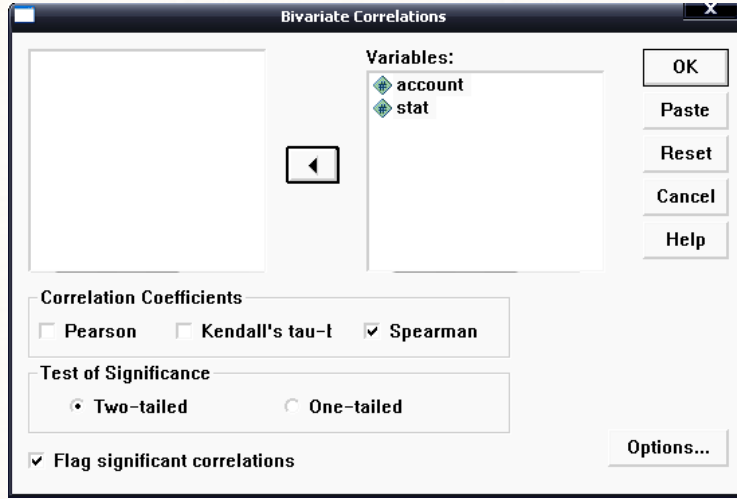 Bivariate Correlations
X
Variables:
# account
# stat
OK
Paste
Reset
Cancel
Help
Correlation Coefficients
Pearson Kendall's tau-b Spearman
Test of Significance
Two-tailed One-tailed
Flag significant correlations
Options...